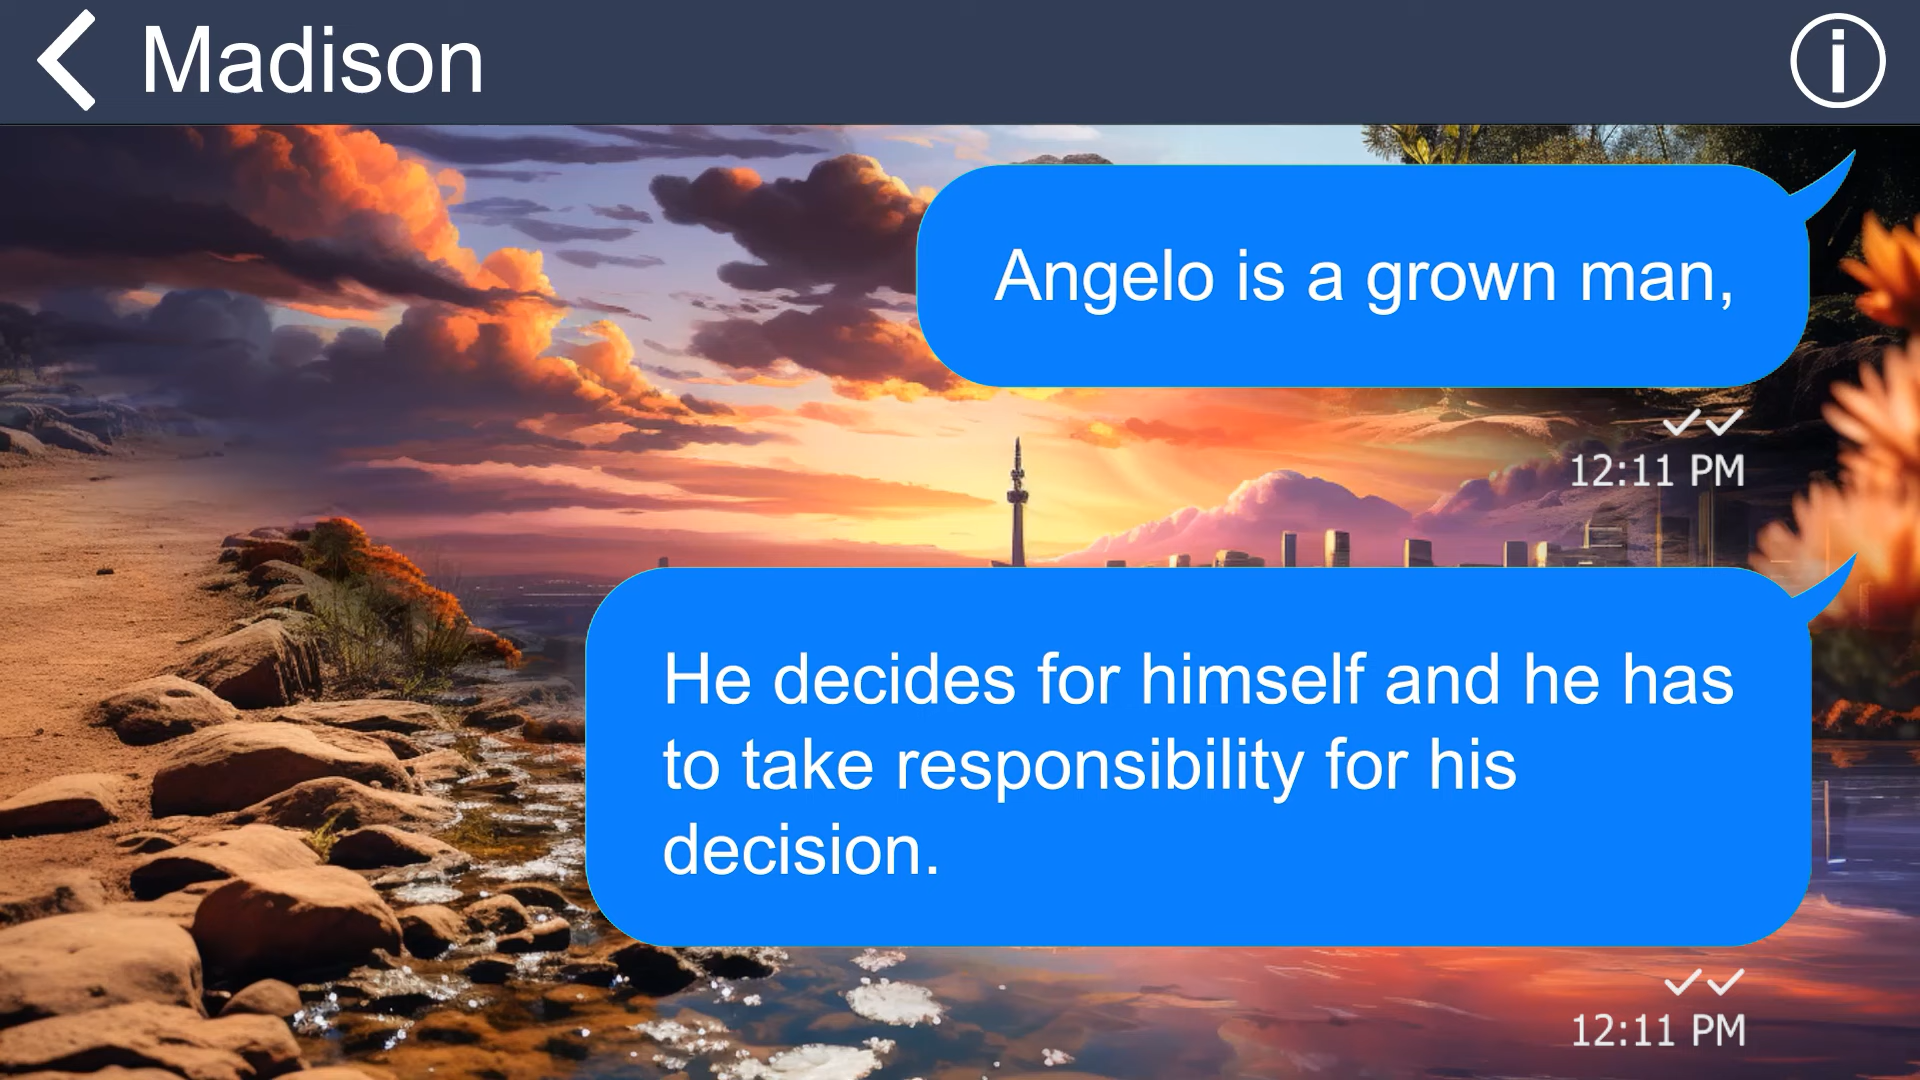 Madison
Angelo is a grown man,
12:11 PM
He decides for himself and he has
to take responsibility for his
decision.
12:11 PM